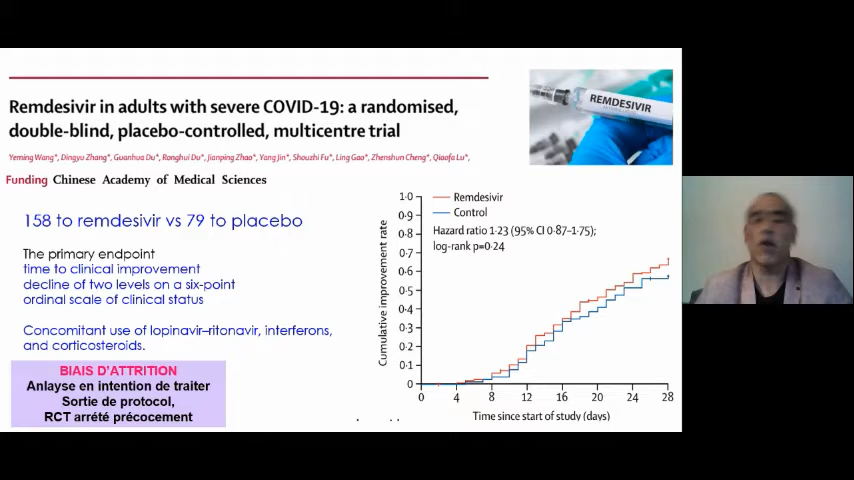 Remdesivir in adults with severe COVID-19: a randomised,
double-blind, placebo-controlled, multicentre trial
Yeming Wang*, Dingyu Zhang*, Guanhua Du*, Ronghui Du*, Jianping Zhao*, Yang Jin*, Shouzhi Fu*, Ling Gao*, Zhenshun Cheng*, Qiaofa Lu*,
Funding Chinese Academy of Medical Sciences
REMDESIVIR
158 to remdesivir vs 79 to placebo
The primary endpoint
time to clinical improvement
decline of two levels on a six-point
ordinal scale of clinical status
Concomitant use of lopinavir–ritonavir, interferons,
and corticosteroids.
BIAIS D'ATTRITION
Anlayse en intention de traiter
Sortie de protocol,
RCT arrété précocement
Remdesivir
Control
Hazard ratio 1·23 (95% CI 0·87–1·75);
log-rank p=0·24
Cumulative improvement rate
1·0
0·9
0·8
0·7
0·6
0·5
0·4
0·3
0·2
0·1
0
0 4 8 12 16 20 24 28
Time since start of study (days)